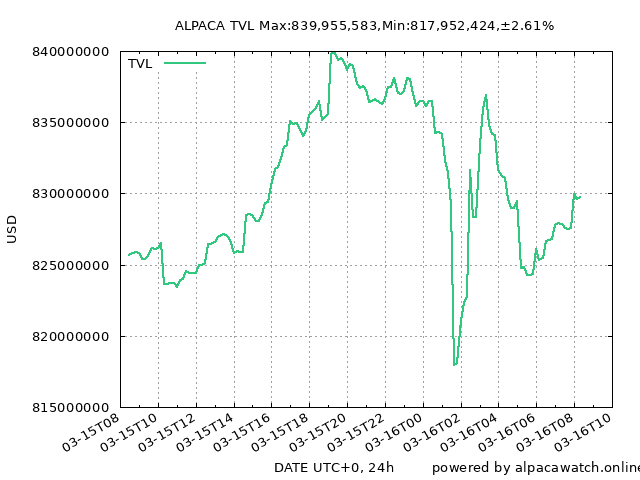 ALPACA TVL Max:839,955,583,Min:817,952,424,±2.61%
TVL
840000000
835000000
830000000
825000000
820000000
815000000
USD
03-15T08
03-15T10
03-15T12
03-15T14
03-15T16
03-15T18
03-15T20
03-15T22
03-16T00
03-16T02
03-16T04
03-16T06
03-16T08
03-16T10
DATE UTC+0, 24h
powered by alpacawatch.online